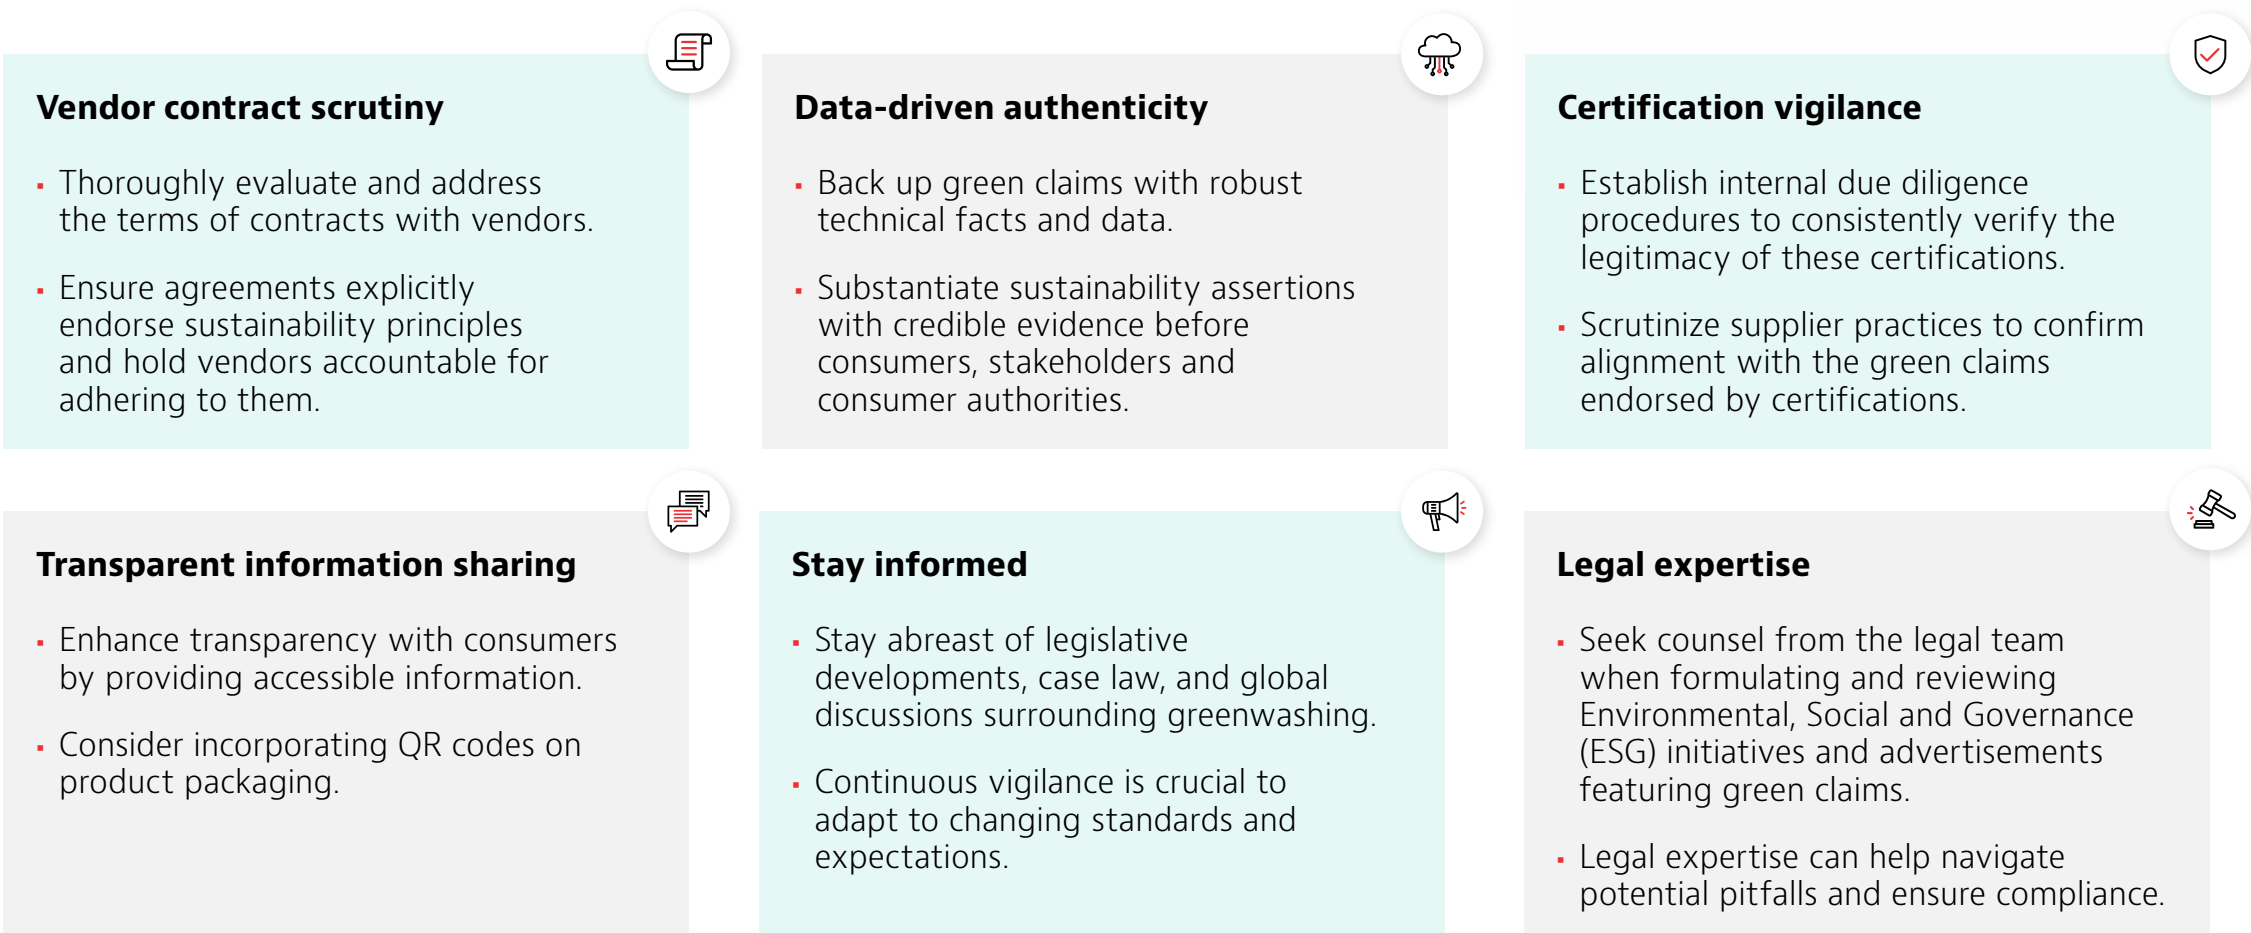 Vendor contract scrutiny
▪ Thoroughly evaluate and address
the terms of contracts with vendors.
▪ Ensure agreements explicitly
endorse sustainability principles
and hold vendors accountable for
adhering to them.
Data-driven authenticity
▪ Back up green claims with robust
technical facts and data.
▪ Substantiate sustainability assertions
with credible evidence before
consumers, stakeholders and
consumer authorities.
Certification vigilance
▪ Establish internal due diligence
procedures to consistently verify the
legitimacy of these certifications.
▪ Scrutinize supplier practices to confirm
alignment with the green claims
endorsed by certifications.
Transparent information sharing
▪ Enhance transparency with consumers
by providing accessible information.
▪ Consider incorporating QR codes on
product packaging.
Stay informed
▪ Stay abreast of legislative
developments, case law, and global
discussions surrounding greenwashing.
▪ Continuous vigilance is crucial to
adapt to changing standards and
expectations.
Legal expertise
▪ Seek counsel from the legal team
when formulating and reviewing
Environmental, Social and Governance
(ESG) initiatives and advertisements
featuring green claims.
▪ Legal expertise can help navigate
potential pitfalls and ensure compliance.